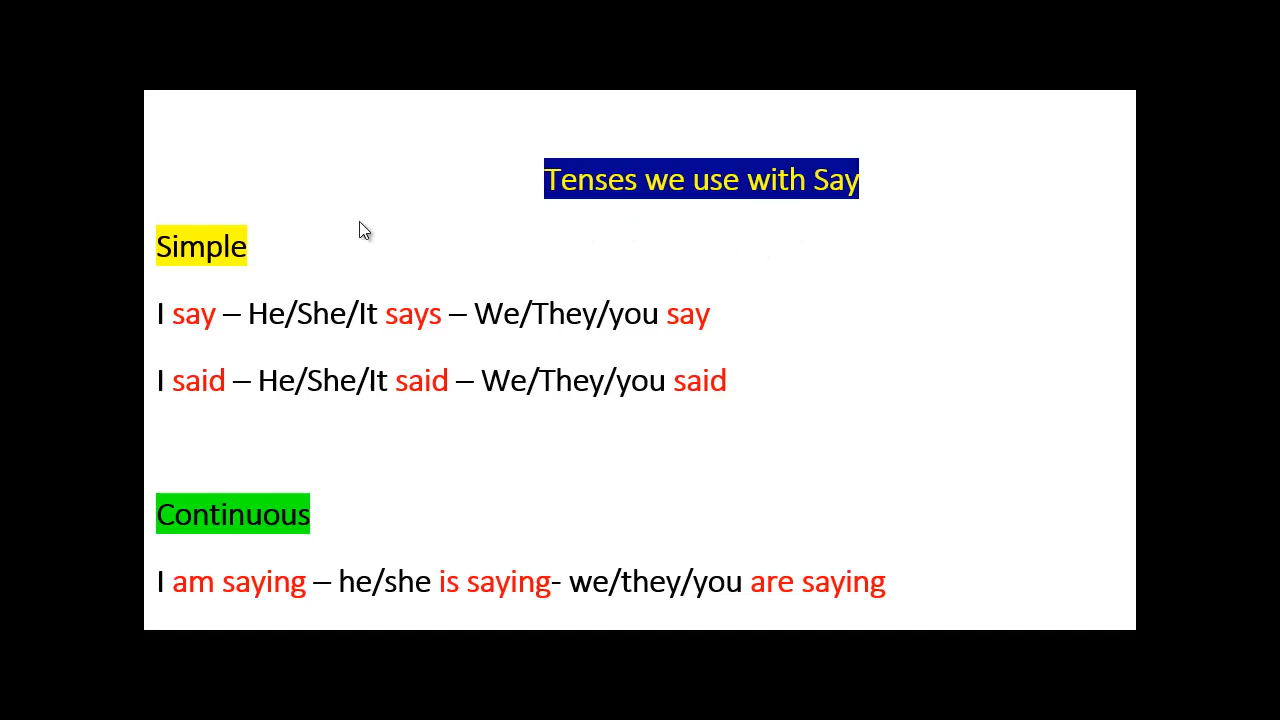 Tenses we use with Say
Simple
I say – He/She/It says – We/They/you say
I said – He/She/It said – We/They/you said
Continuous
I am saying – he/she is saying- we/they/you are saying